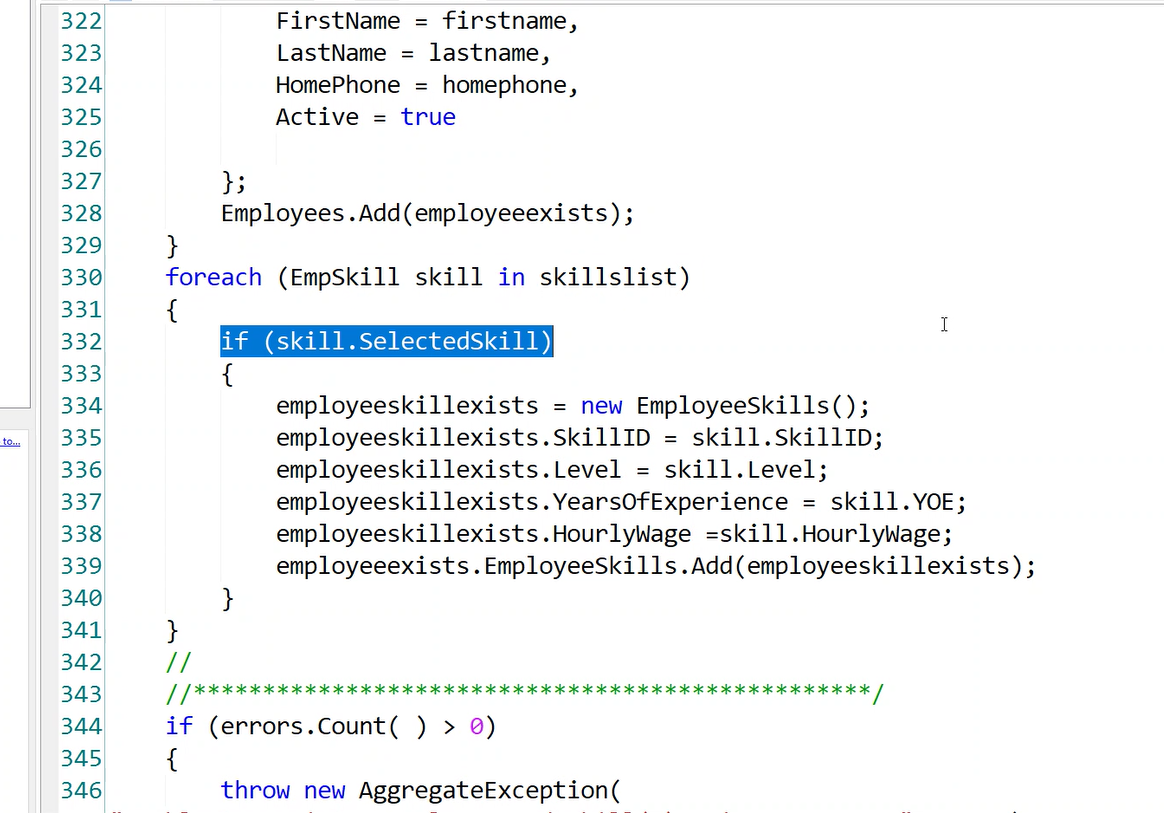 322 FirstName = firstname,
323 LastName = lastname,
324 HomePhone = homephone,
325 Active = true
326
327 };
328 Employees.Add(employeeexists);
329 }
330 foreach (EmpSkill skill in skillslist)
331 {
332 if (skill.SelectedSkill)
333 {
334 employeeskillexists = new EmployeeSkills();
335 employeeskillexists.SkillID = skill.SkillID;
336 employeeskillexists.Level = skill.Level;
337 employeeskillexists.YearsOfExperience = skill.YOE;
338 employeeskillexists.HourlyWage =skill.HourlyWage;
339 employeeexists.EmployeeSkills.Add(employeeskillexists);
340 }
to...
341 }
342 //
343 //*************************************************/
344 if (errors.Count( ) > 0)
345 {
346 throw new AggregateException(